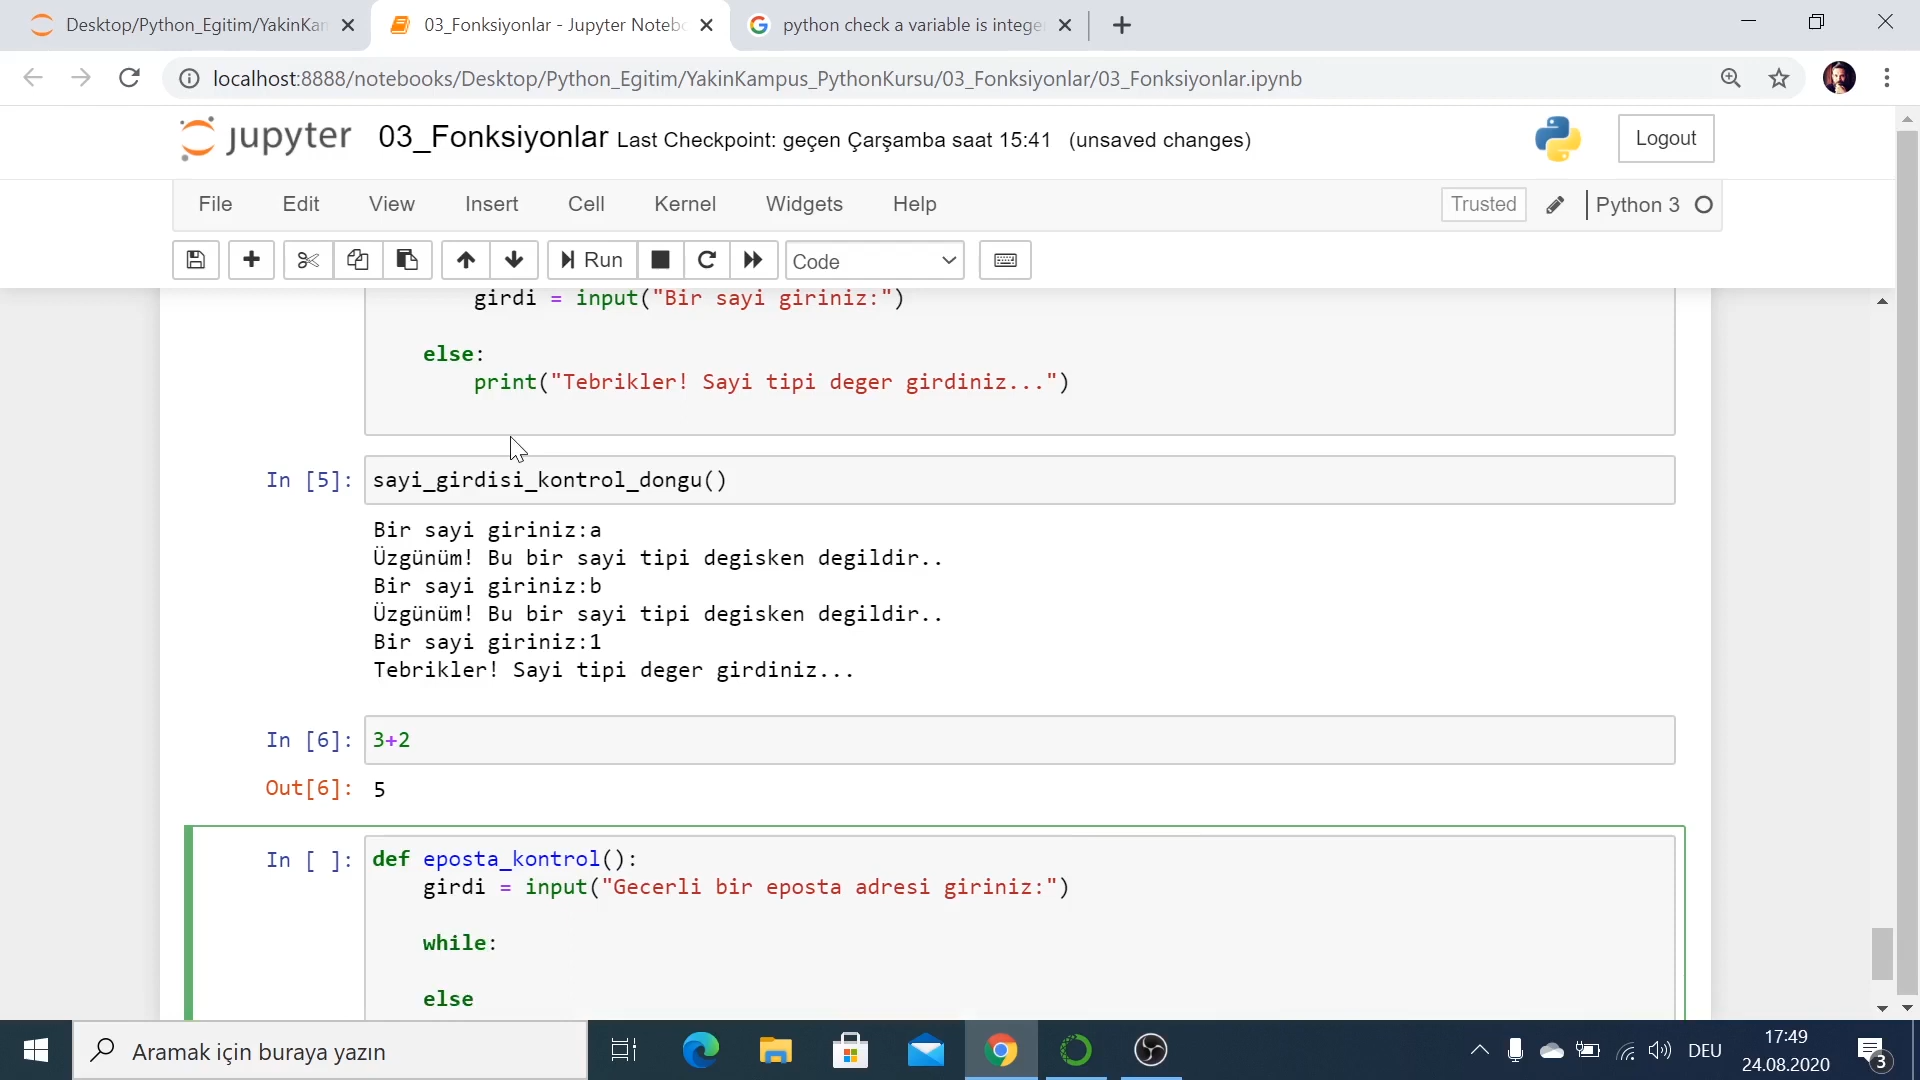 Desktop/Python_Egitim/YakinKan
03_Fonksiyonlar - Jupyter Noteb
python check a variable is intege
localhost:8888/notebooks/Desktop/Python_Egitim/YakinKampus_PythonKursu/03_Fonksiyonlar/03_Fonksiyonlar.ipynb
jupyter 03_Fonksiyonlar Last Checkpoint: geçen Çarşamba saat 15:41 (unsaved changes)
Logout
File Edit View Insert Cell Kernel Widgets Help
Trusted Python 3
Run Code
girdi = input("Bir sayi giriniz:")
else:
print("Tebrikler! Sayi tipi deger girdiniz...")
In [5]: sayi_girdisi_kontrol_dongu()
Bir sayi giriniz:a
Üzgünüm! Bu bir sayi tipi degisken degildir..
Bir sayi giriniz:b
Üzgünüm! Bu bir sayi tipi degisken degildir..
Bir sayi giriniz:1
Tebrikler! Sayi tipi deger girdiniz...
In [6]: 3+2
Out[6]: 5
In [ ]: def eposta_kontrol():
girdi = input("Gecerli bir eposta adresi giriniz:")
while:
else
Aramak için buraya yazın
DEU
17:49
24.08.2020
3